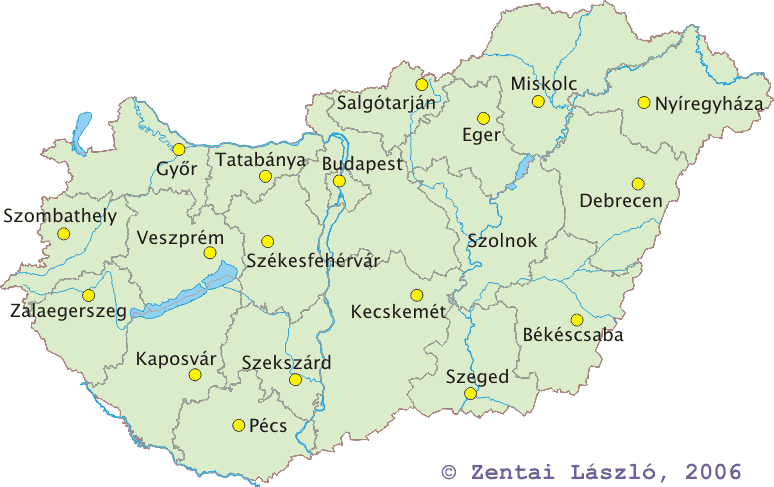 Miskolc
Salgótarján
Nyíregyháza
Eger
Tatabánya
Budapest
Győr
Debrecen
Szombathely
Veszprém
Szolnok
Székesfehérvár
Zalaegerszeg
Kecskemét
Békéscsaba
Kaposvár
Szekszárd
Szeged
Pécs
© Zentai László, 2006